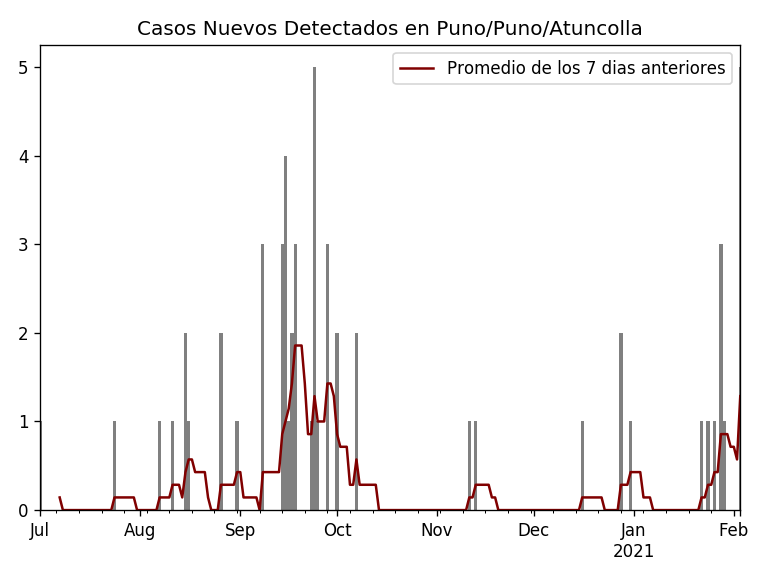 Casos Nuevos Detectados en Puno/Puno/Atuncolla
Promedio de los 7 dias anteriores
5
4
3
2
1
0
Jul Aug Sep Oct Nov Dec Jan Feb
2021